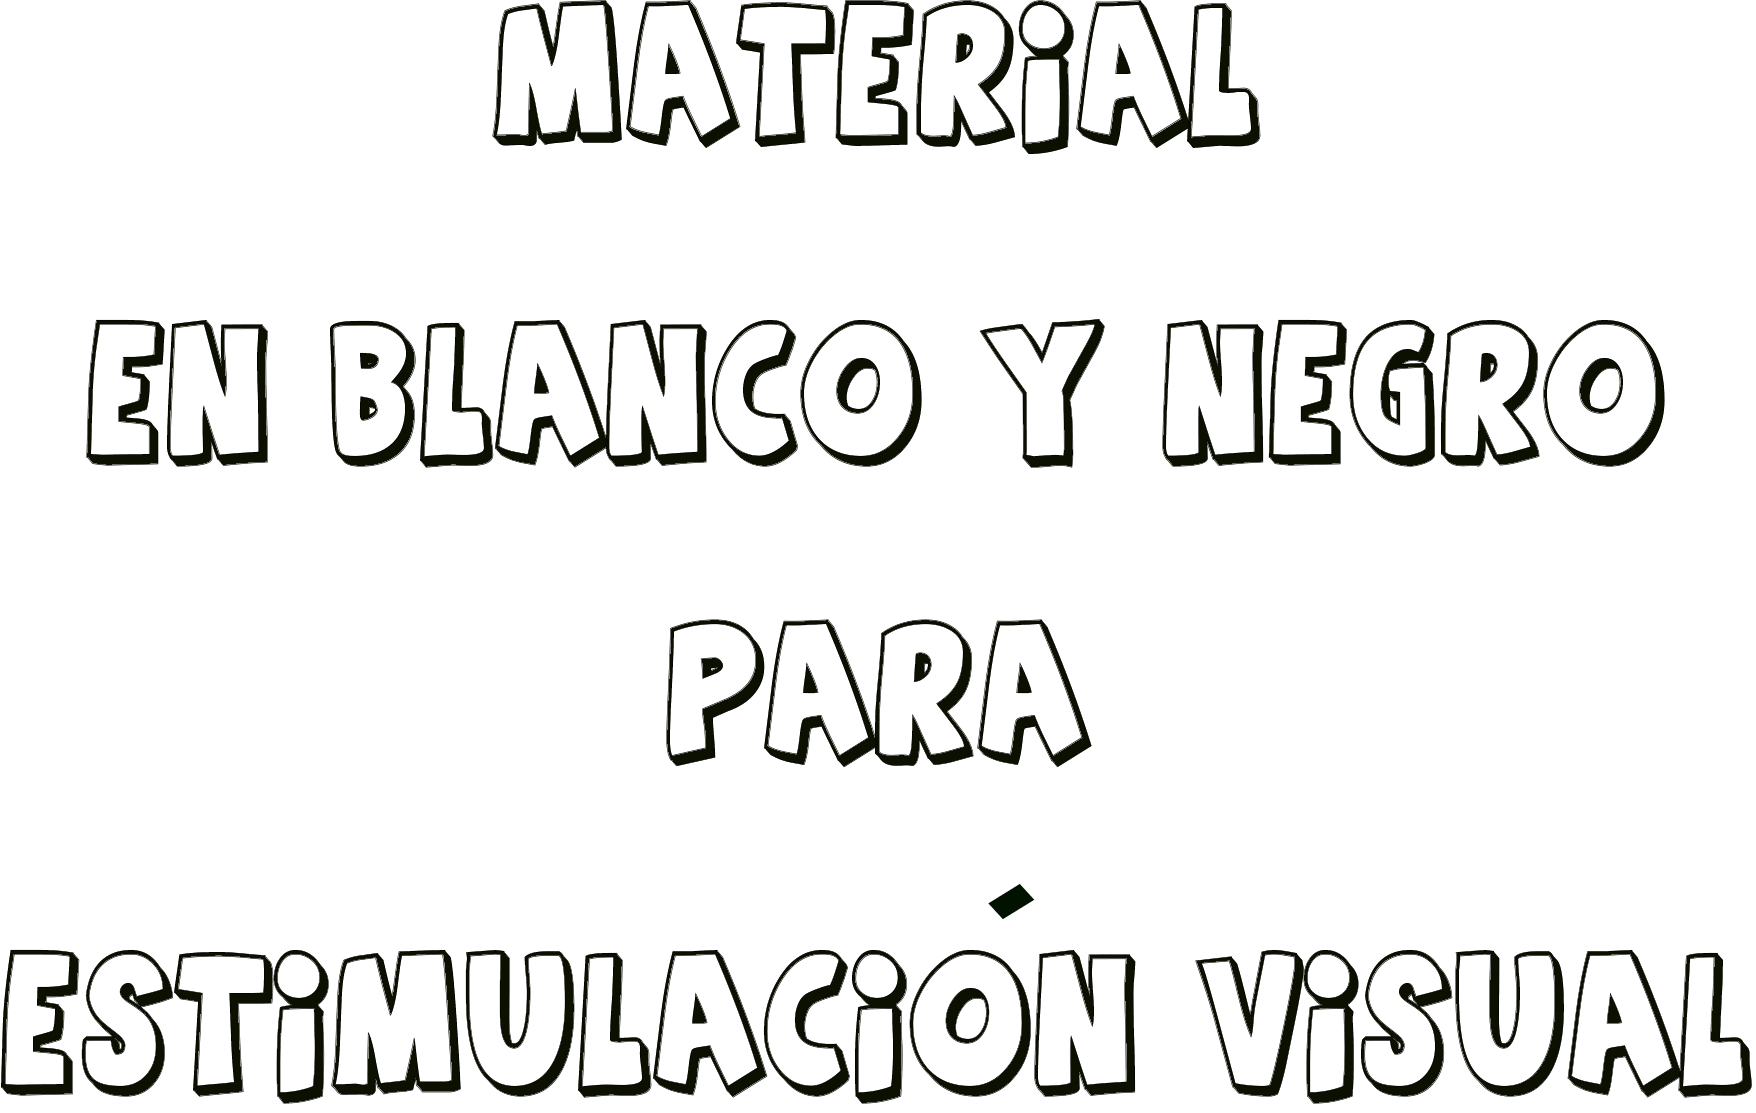 MATERiAL
EN BLANCO Y NEGRO
PARA
ESTiMULACiÓN ViSUAL